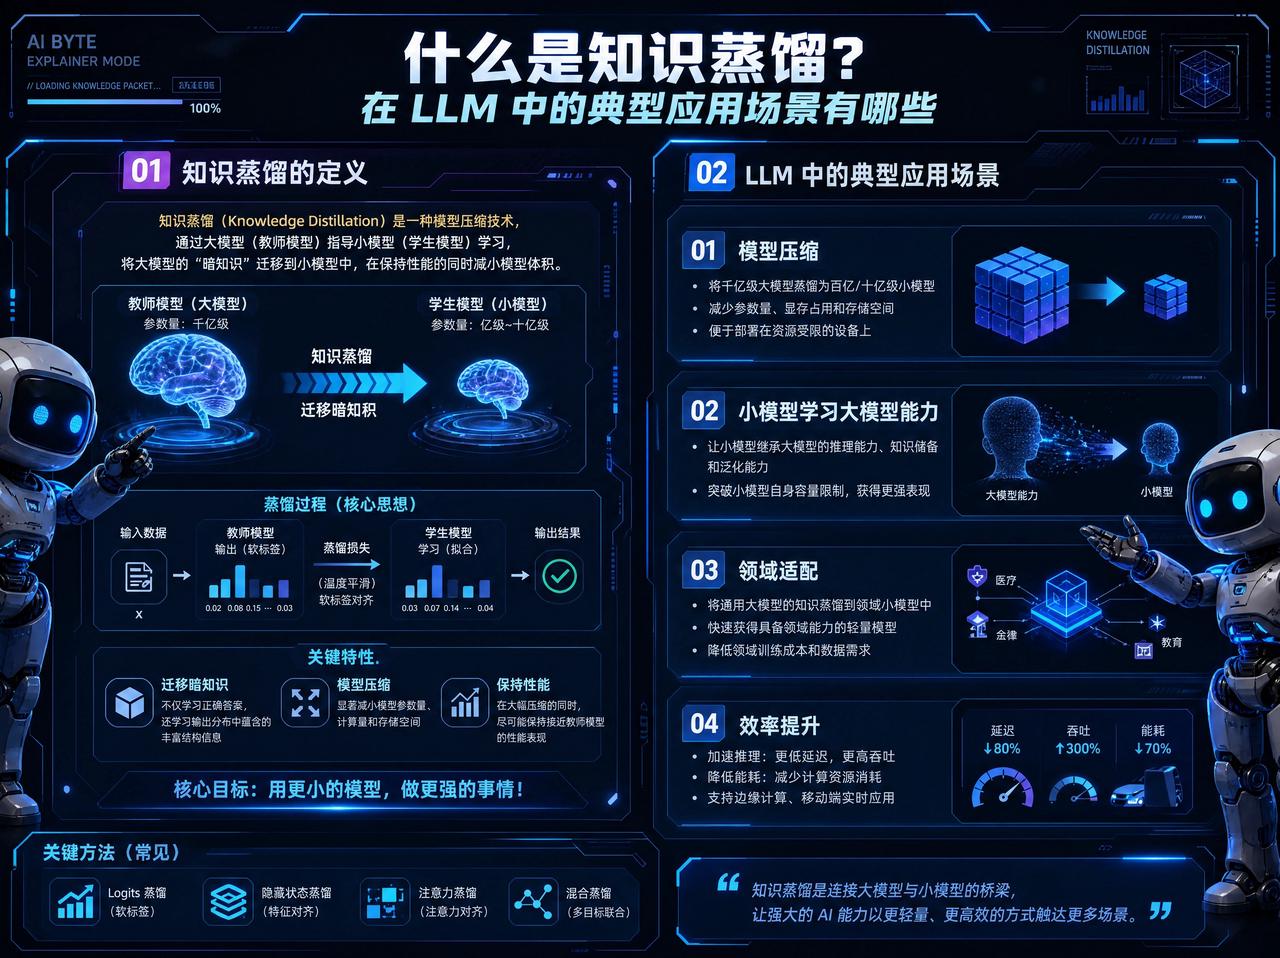 AI BYTE
EXPLAINER MODE
// LOADING KNOWLEDGE PACKET...
100%
什么是知识蒸馏?
在 LLM 中的典型应用场景有哪些
KNOWLEDGE
DISTILLATION
01 知识蒸馏的定义
知识蒸馏（Knowledge Distillation）是一种模型压缩技术，
通过大模型（教师模型）指导小模型（学生模型）学习，
将大模型的“暗知识”迁移到小模型中，在保持性能的同时减小模型体积。
教师模型（大模型）
参数量：千亿级
知识蒸馏
迁移暗知积
学生模型（小模型）
参数量：亿级~十亿级
蒸馏过程（核心思想）
输入数据
x
教师模型
输出（软标签）
0.02 0.08 0.15 ... 0.03
蒸馏损失
（温度平滑）
软标签对齐
学生模型
学习（拟合）
0.03 0.07 0.14 ... 0.04
输出结果
关键特性.
迁移暗知识
不仅学习正确答案，
还学习输出分布中蕴含的
丰富结构信息
模型压缩
显著减小模型参数量、
计算量和存储空间
保持性能
在大幅压缩的同时，
尽可能保持接近教师模型
的性能表现
核心目标：用更小的模型，做更强的事情！
关键方法（常见）
Logits 蒸馏
（软标签）
隐藏状态蒸馏
（特征对齐）
注意力蒸馏
（注意力对齐）
混合蒸馏
（多目标联合）
02 LLM 中的典型应用场景
01 模型压缩
• 将千亿级大模型蒸馏为百亿/十亿级小模型
• 减少参数量、显存占用和存储空间
• 便于部署在资源受限的设备上
02 小模型学习大模型能力
• 让小模型继承大模型的推理能力、知识储备
和泛化能力
• 突破小模型自身容量限制，获得更强表现
大模型能力
小模型
03 领域适配
• 将通用大模型的知识蒸馏到领域小模型中
• 快速获得具备领域能力的轻量模型
• 降低领域训练成本和数据需求
医疗
教育
04 效率提升
• 加速推理：更低延迟，更高吞吐
• 降低能耗：减少计算资源消耗
• 支持边缘计算、移动端实时应用
延迟
↓80%
吞吐
↑300%
能耗
↓70%
“ 知识蒸馏是连接大模型与小模型的桥梁，
让强大的 AI 能力以更轻量、更高效的方式触达更多场景。 ”